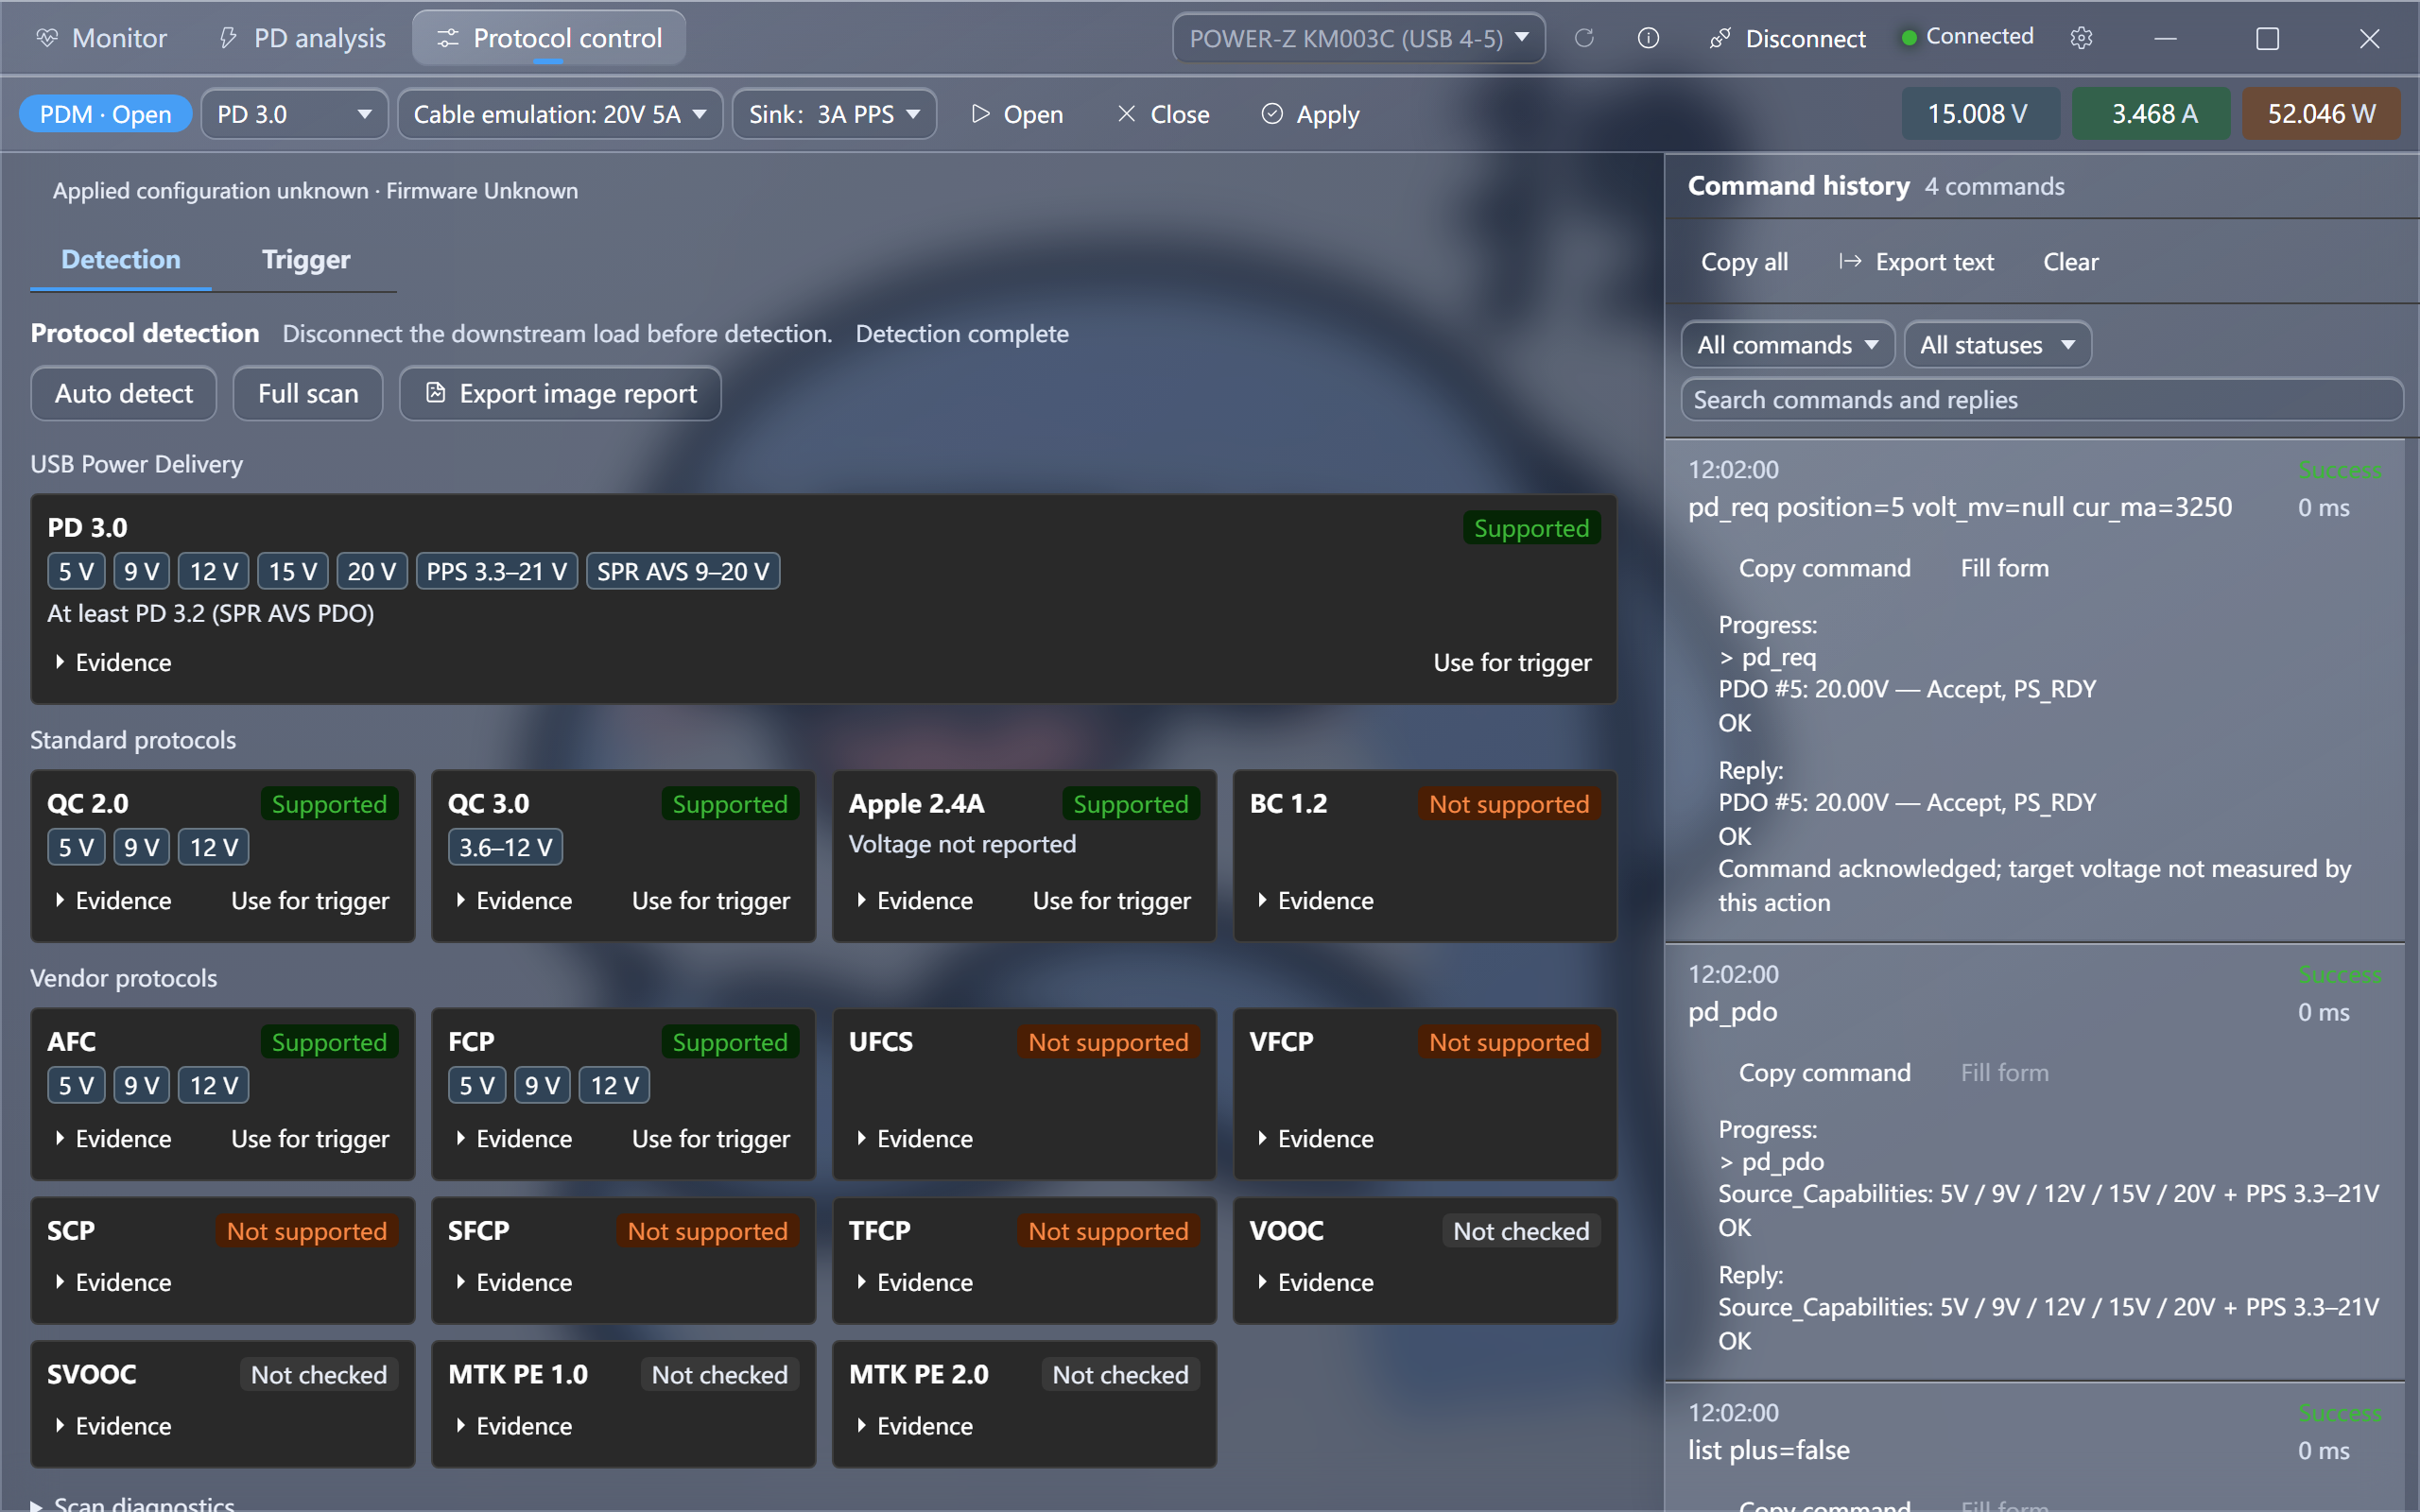 Monitor
PD analysis
Protocol control
POWER-Z KM003C (USB 4-5)
Disconnect
Connected
PDM · Open
PD 3.0
Cable emulation: 20V 5A
Sink: 3A PPS
Open
Close
Apply
15.008 V
3.468 A
52.046 W
Applied configuration unknown · Firmware Unknown
Detection
Trigger
Protocol detection Disconnect the downstream load before detection. Detection complete
Auto detect
Full scan
Export image report
USB Power Delivery
PD 3.0 Supported
5 V 9 V 12 V 15 V 20 V PPS 3.3–21 V SPR AVS 9–20 V
At least PD 3.2 (SPR AVS PDO)
Evidence Use for trigger
Standard protocols
QC 2.0 Supported
5 V 9 V 12 V
Evidence Use for trigger
QC 3.0 Supported
3.6–12 V
Evidence Use for trigger
Apple 2.4A Supported
Voltage not reported
Evidence Use for trigger
BC 1.2 Not supported
Evidence
Vendor protocols
AFC Supported
5 V 9 V 12 V
Evidence Use for trigger
FCP Supported
5 V 9 V 12 V
Evidence Use for trigger
UFCS Not supported
Evidence
VFCP Not supported
Evidence
SCP Not supported
Evidence
SFCP Not supported
Evidence
TFCP Not supported
Evidence
VOOC Not checked
Evidence
SVOOC Not checked
Evidence
MTK PE 1.0 Not checked
Evidence
MTK PE 2.0 Not checked
Evidence
Scan diagnostics
Command history 4 commands
Copy all
Export text
Clear
All commands
All statuses
Search commands and replies
12:02:00 Success
pd_req position=5 volt_mv=null cur_ma=3250 0 ms
Copy command Fill form
Progress:
> pd_req
PDO #5: 20.00V — Accept, PS_RDY
OK
Reply:
PDO #5: 20.00V — Accept, PS_RDY
OK
Command acknowledged; target voltage not measured by
this action
12:02:00 Success
pd_pdo 0 ms
Copy command Fill form
Progress:
> pd_pdo
Source_Capabilities: 5V / 9V / 12V / 15V / 20V + PPS 3.3–21V
OK
Reply:
Source_Capabilities: 5V / 9V / 12V / 15V / 20V + PPS 3.3–21V
OK
12:02:00 Success
list plus=false 0 ms
Copy command Fill form